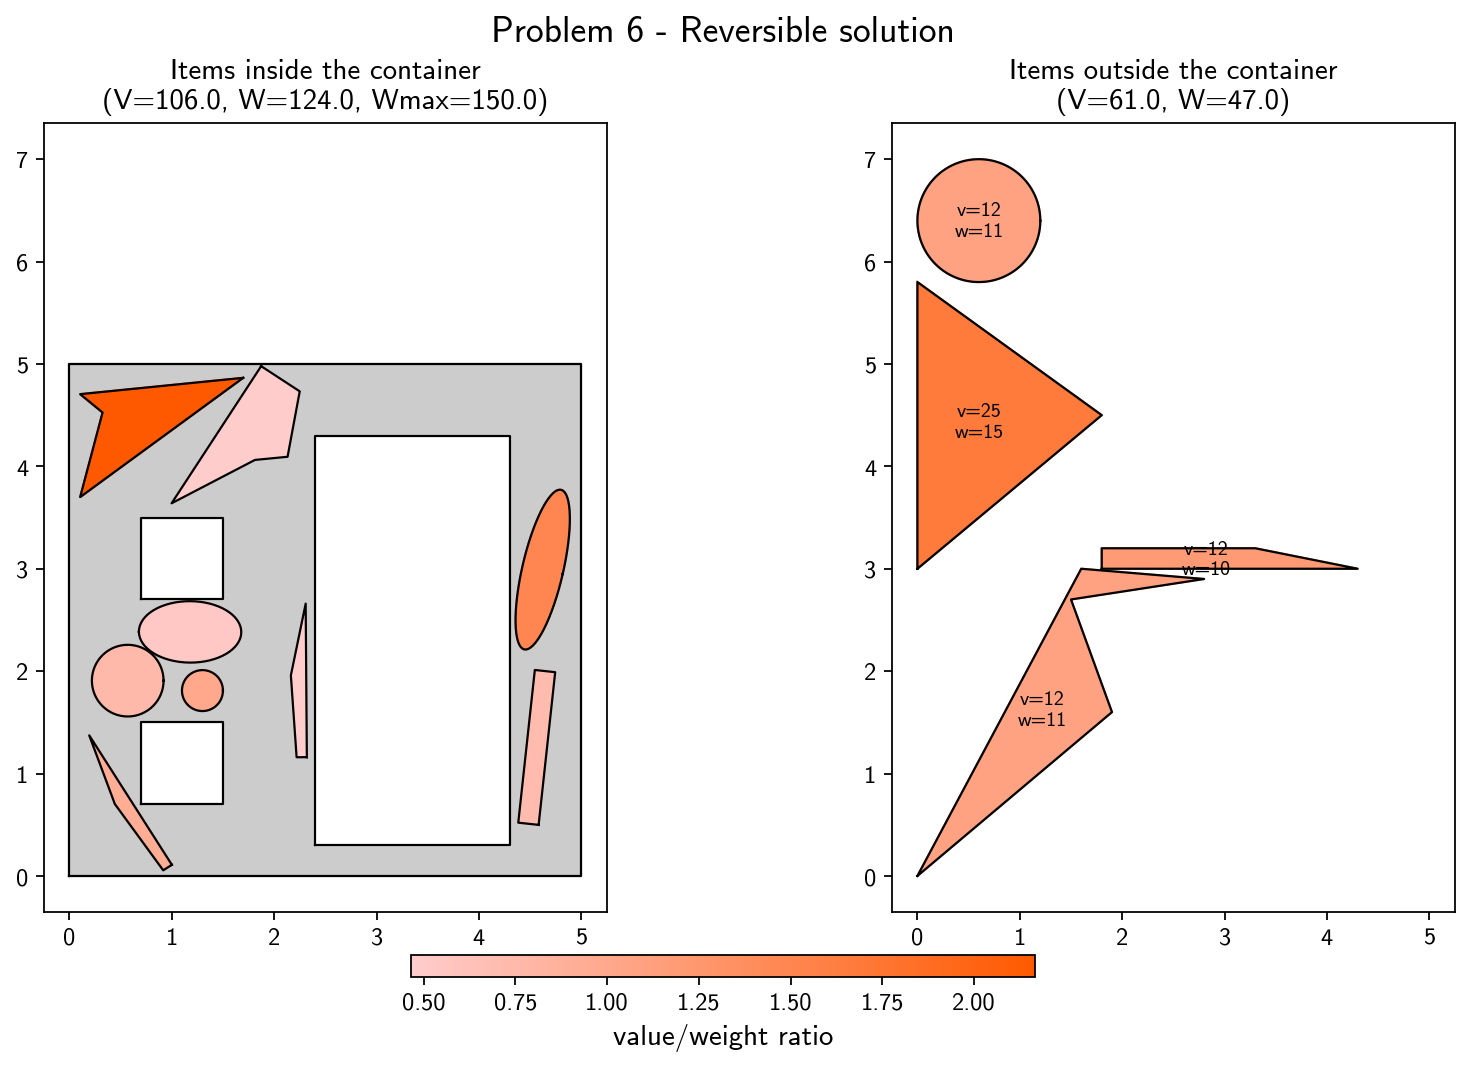 Problem 6 - Reversible solution
Items inside the container
(V=106.0, W=124.0, Wmax=150.0)
7
6
5
4
3
2
1
0
0 1 2 3 4 5
Items outside the container
(V=61.0, W=47.0)
7
6
5
4
3
2
1
0
v=12
w=11
v=25
w=15
v=12
w=10
v=12
w=11
0 1 2 3 4 5
0.50 0.75 1.00 1.25 1.50 1.75 2.00
value/weight ratio